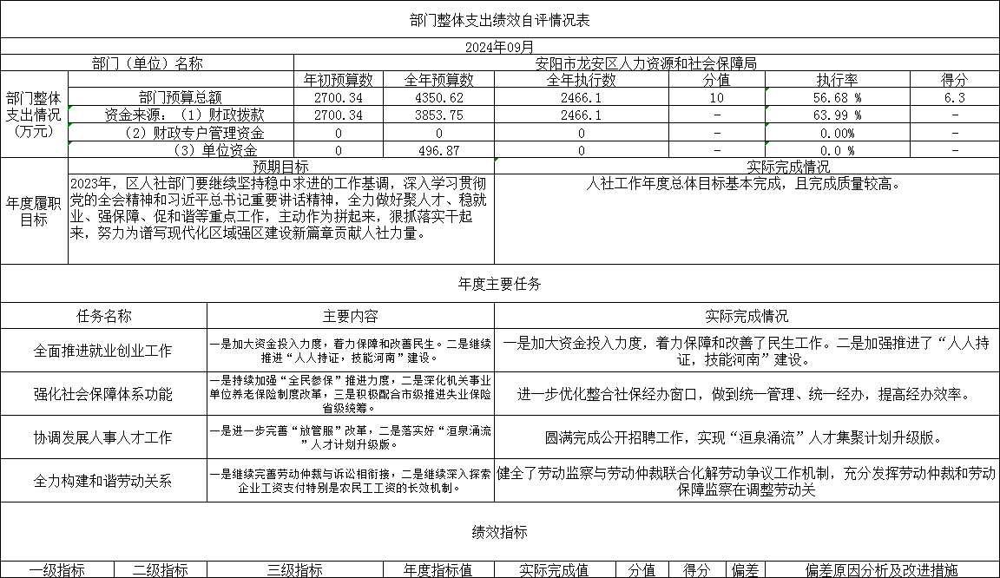 部门整体支出绩效自评情况表
2024年09月
部门（单位）名称 安阳市龙安区人力资源和社会保障局
部门整体支出情况（万元） 年初预算数 全年预算数 全年执行数 分值 执行率 得分
部门预算总额 2700.34 4350.62 2466.1 10 56.68 % 6.3
资金来源：（1）财政拨款 2700.34 3853.75 2466.1 - 63.99 % -
（2）财政专户管理资金 0 0 0 - 0.00% -
（3）单位资金 0 496.87 0 - 0.0 % -
年度履职目标 预期目标 实际完成情况
2023年，区人社部门要继续坚持稳中求进的工作基调，深入学习贯彻
党的全会精神和习近平总书记重要讲话精神，全力做好聚人才、稳就
业、强保障、促和谐等重点工作，主动作为拼起来，狠抓落实干起
来，努力为谱写现代化区域强区建设新篇章贡献人社力量。
人社工作年度总体目标基本完成，且完成质量较高。
年度主要任务
任务名称 主要内容 实际完成情况
全面推进就业创业工作
一是加大资金投入力度，着力保障和改善民生。二是继续
推进“人人持证，技能河南”建设。
一是加大资金投入力度，着力保障和改善了民生工作。二是加强推进了“人人持
证，技能河南”建设。
强化社会保障体系功能
一是持续加强“全民参保”推进力度，二是深化机关事业
单位养老保险制度改革，三是积极配合市级推进失业保险
省级统筹。
进一步优化整合社保经办窗口，做到统一管理、统一经办，提高经办效率。
协调发展人事人才工作
一是进一步完善“放管服”改革，二是落实好“洹泉涌流
”人才计划升级版。
圆满完成公开招聘工作，实现“洹泉涌流”人才集聚计划升级版。
全力构建和谐劳动关系
一是继续完善劳动仲裁与诉讼相衔接，二是继续深入探索
企业工资支付特别是农民工工资的长效机制。
健全了劳动监察与劳动仲裁联合化解劳动争议工作机制，充分发挥劳动仲裁和劳动
保障监察在调整劳动关
绩效指标
一级指标 二级指标 三级指标 年度指标值 实际完成值 分值 得分 偏差 偏差原因分析及改进措施